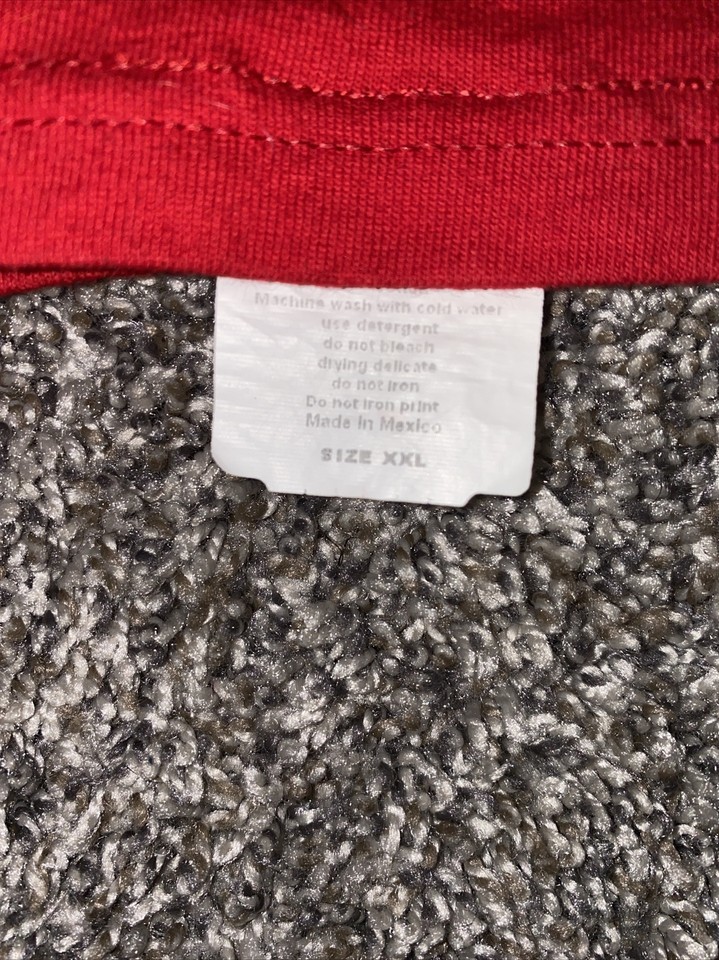 Machine wash with cold water
use detergent
do not bleach
drying delicate
do not iron
Do not iron print
Made in Mexico
SIZE XXL